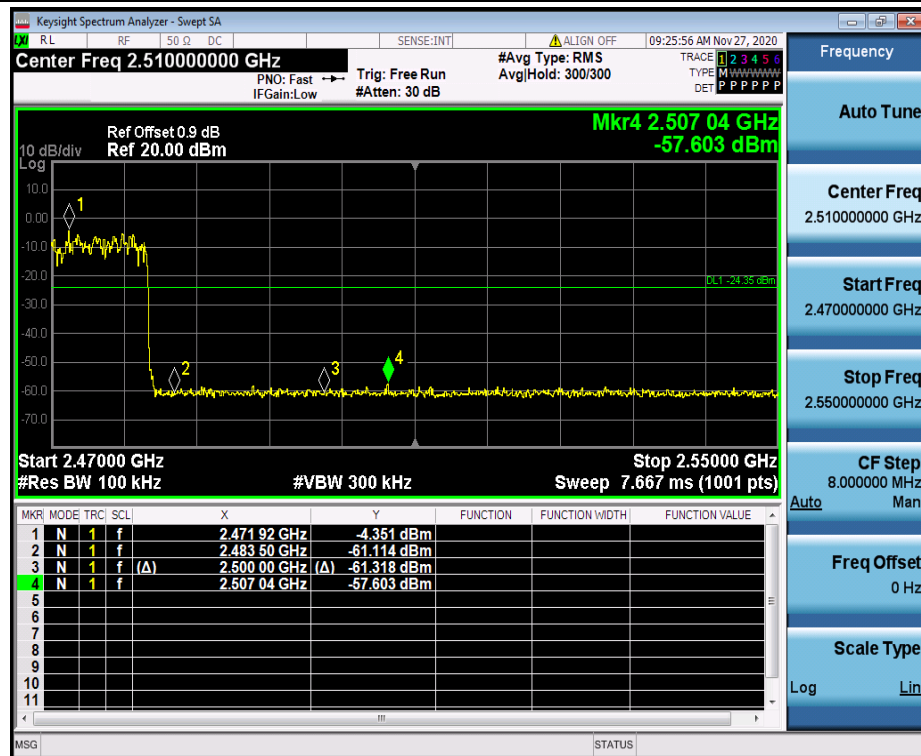 Keysight Spectrum Analyzer - Swept SA
LXI RL RF 50 Ω DC SENSE:INT ALIGN OFF 09:25:56 AM Nov 27, 2020
Center Freq 2.510000000 GHz
PNO: Fast
IFGain:Low
Trig: Free Run
#Atten: 30 dB
#Avg Type: RMS
Avg|Hold: 300/300
TRACE 1 2 3 4 5 6
TYPE M WWWWW
DET P P P P P P
Mkr4 2.507 04 GHz
-57.603 dBm
Ref Offset 0.9 dB
10 dB/div Ref 20.00 dBm
Log
10.0
0.00
-10.0
-20.0
-30.0
-40.0
-50.0
-60.0
-70.0
1
2
3
4
DL1 -24.35 dBm
Start 2.47000 GHz Stop 2.55000 GHz
#Res BW 100 kHz #VBW 300 kHz Sweep 7.667 ms (1001 pts)
MKR MODE TRC SCL X Y FUNCTION FUNCTION WIDTH FUNCTION VALUE
1 N 1 f 2.471 92 GHz -4.351 dBm
2 N 1 f 2.483 50 GHz -61.114 dBm
3 N 1 f (Δ) 2.500 00 GHz (Δ) -61.318 dBm
4 N 1 f 2.507 04 GHz -57.603 dBm
5
6
7
8
9
10
11
MSG STATUS
Frequency
Auto Tune
Center Freq
2.510000000 GHz
Start Freq
2.470000000 GHz
Stop Freq
2.550000000 GHz
CF Step
8.000000 MHz
Auto Man
Freq Offset
0 Hz
Scale Type
Log Lin